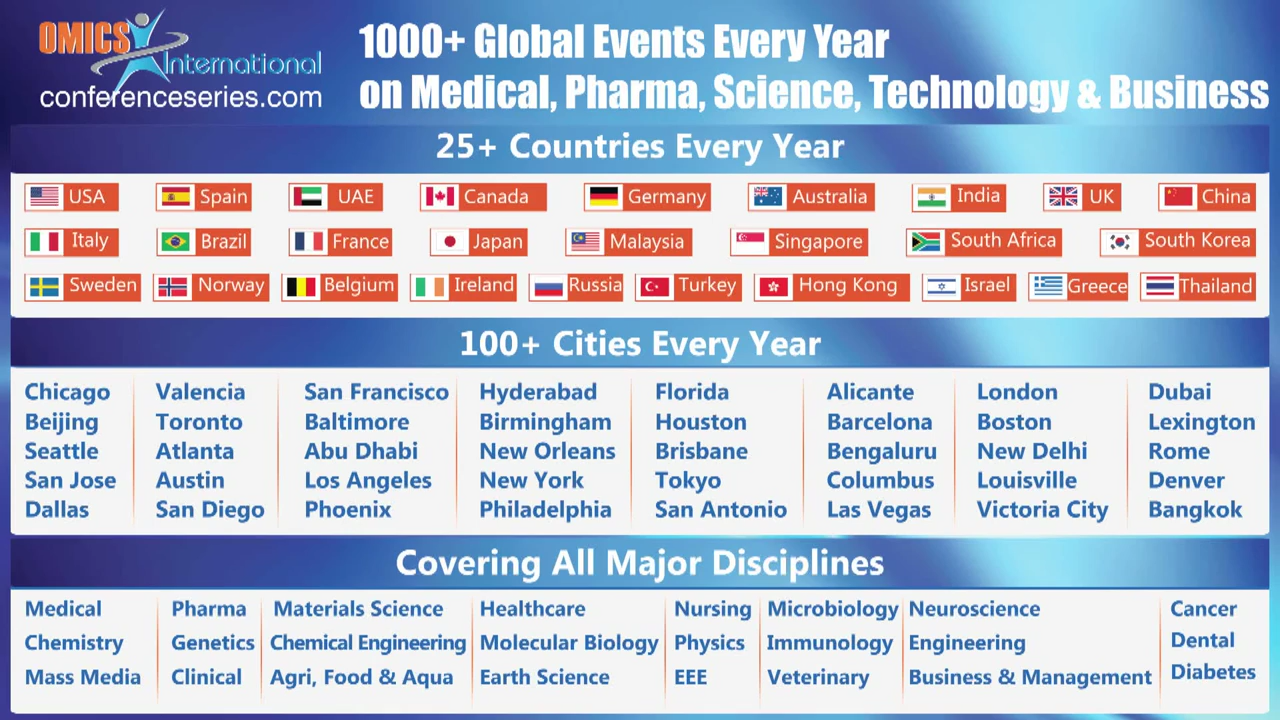 OMICS International
conferenceseries.com
1000+ Global Events Every Year
on Medical, Pharma, Science, Technology & Business
25+ Countries Every Year
USA Spain UAE Canada Germany Australia India UK China
Italy Brazil France Japan Malaysia Singapore South Africa South Korea
Sweden Norway Belgium Ireland Russia Turkey Hong Kong Israel Greece Thailand
100+ Cities Every Year
Chicago Valencia San Francisco Hyderabad Florida Alicante London Dubai
Beijing Toronto Baltimore Birmingham Houston Barcelona Boston Lexington
Seattle Atlanta Abu Dhabi New Orleans Brisbane Bengaluru New Delhi Rome
San Jose Austin Los Angeles New York Tokyo Columbus Louisville Denver
Dallas San Diego Phoenix Philadelphia San Antonio Las Vegas Victoria City Bangkok
Covering All Major Disciplines
Medical Pharma Materials Science Healthcare Nursing Microbiology Neuroscience Cancer
Chemistry Genetics Chemical Engineering Molecular Biology Physics Immunology Engineering Dental
Mass Media Clinical Agri, Food & Aqua Earth Science EEE Veterinary Business & Management Diabetes